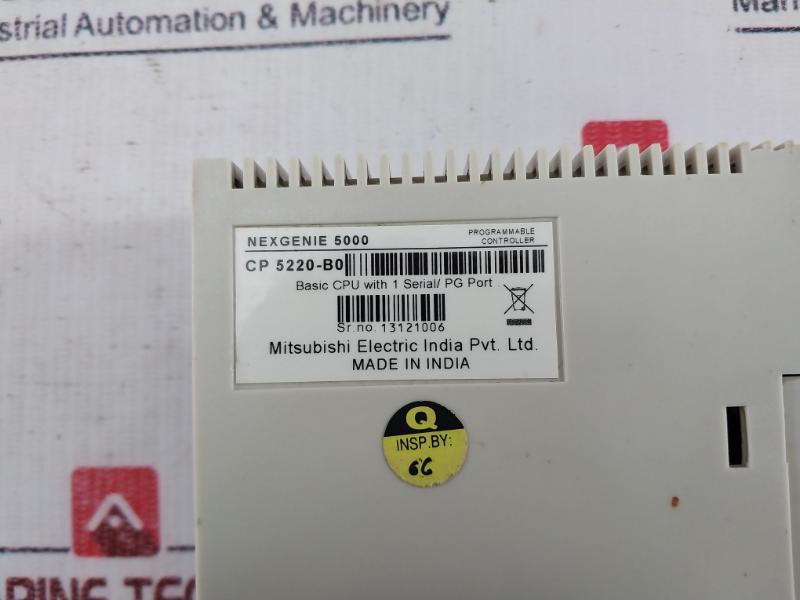 strial Automation & Machinery
NEXGENIE 5000
PROGRAMMABLE
CONTROLLER
CP 5220-B0
Basic CPU with 1 Serial/ PG Port
Sr.no. 13121006
Mitsubishi Electric India Pvt. Ltd.
MADE IN INDIA
Q
INSP.BY: